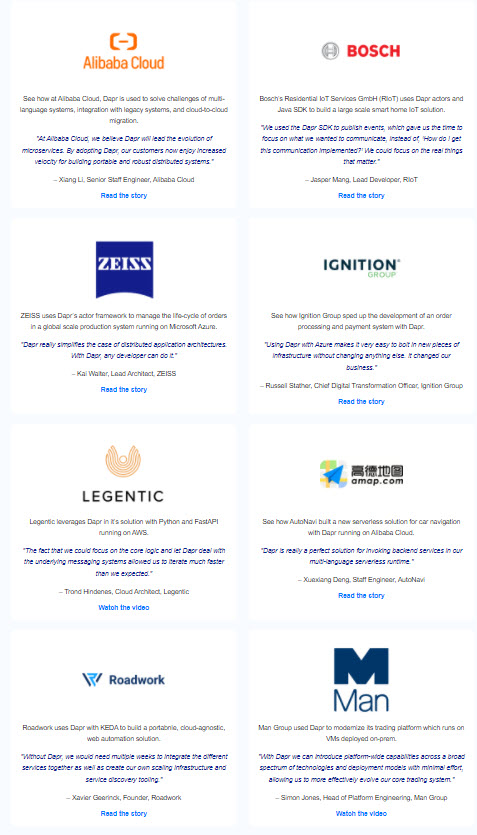 Alibaba Cloud
See how at Alibaba Cloud, Dapr is used to solve challenges of multi-
language systems, integration with legacy systems, and cloud-to-cloud
migration.
"At Alibaba Cloud, we believe Dapr will lead the evolution of
microservices. By adopting Dapr, our customers now enjoy increased
velocity for building portable and robust distributed systems."
– Xiang Li, Senior Staff Engineer, Alibaba Cloud
Read the story
BOSCH
Bosch's Residential IoT Services GmbH (RIoT) uses Dapr actors and
Java SDK to build a large scale smart home IoT solution.
"We used the Dapr SDK to publish events, which gave us the time to
focus on what we wanted to communicate, instead of, 'How do I get
this communication implemented?' We could focus on the real things
that matter."
– Jasper Mang, Lead Developer, RIoT
Read the story
ZEISS
ZEISS uses Dapr's actor framework to manage the life-cycle of orders
in a global scale production system running on Microsoft Azure.
"Dapr really simplifies the case of distributed application architectures.
With Dapr, any developer can do it."
– Kai Walter, Lead Architect, ZEISS
Read the story
IGNITION
GROUP
See how Ignition Group sped up the development of an order
processing and payment system with Dapr.
"Using Dapr with Azure makes it very easy to bolt in new pieces of
infrastructure without changing anything else. It changed our
business."
– Russell Stather, Chief Digital Transformation Officer, Ignition Group
Read the story
LEGENTIC
Legentic leverages Dapr in it's solution with Python and FastAPI
running on AWS.
"The fact that we could focus on the core logic and let Dapr deal with
the underlying messaging systems allowed us to iterate much faster
than we expected."
– Trond Hindenes, Cloud Architect, Legentic
Watch the video
高德地图
amap.com
See how AutoNavi built a new serverless solution for car navigation
with Dapr running on Alibaba Cloud.
"Dapr is really a perfect solution for invoking backend services in our
multi-language serverless runtime."
– Xuexiang Deng, Staff Engineer, AutoNavi
Read the story
Roadwork
Roadwork uses Dapr with KEDA to build a portabnle, cloud-agnostic,
web automation solution.
"Without Dapr, we would need multiple weeks to integrate the different
services together as well as create our own scaling infrastructure and
service discovery tooling."
– Xavier Geerinck, Founder, Roadwork
Read the story
M
Man
Man Group used Dapr to modernize its trading platform which runs on
VMs deployed on-prem.
"With Dapr we can introduce platform-wide capabilities across a broad
spectrum of technologies and deployment models with minimal effort,
allowing us to more effectively evolve our core trading system."
– Simon Jones, Head of Platform Engineering, Man Group
Watch the video